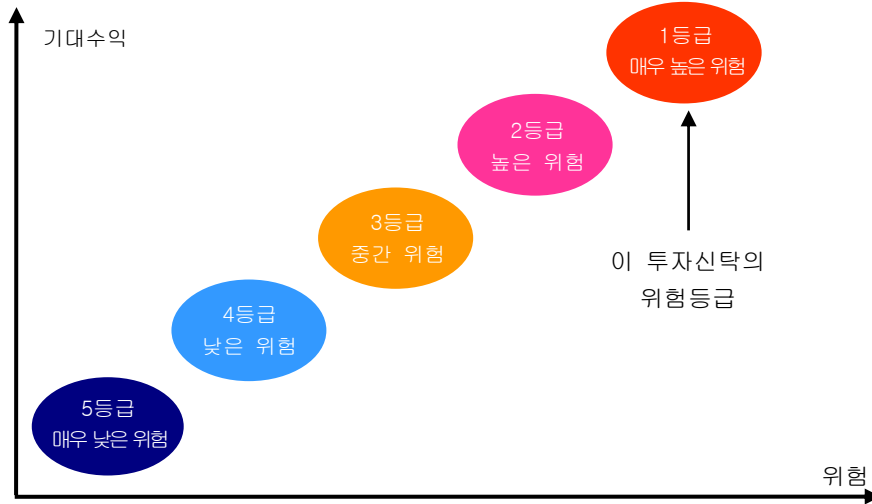 기대수익
1등급
매우 높은 위험
2등급
높은 위험
3등급
중간 위험
이 투자신탁의
위험등급
4등급
낮은 위험
5등급
매우 낮은 위험
위험